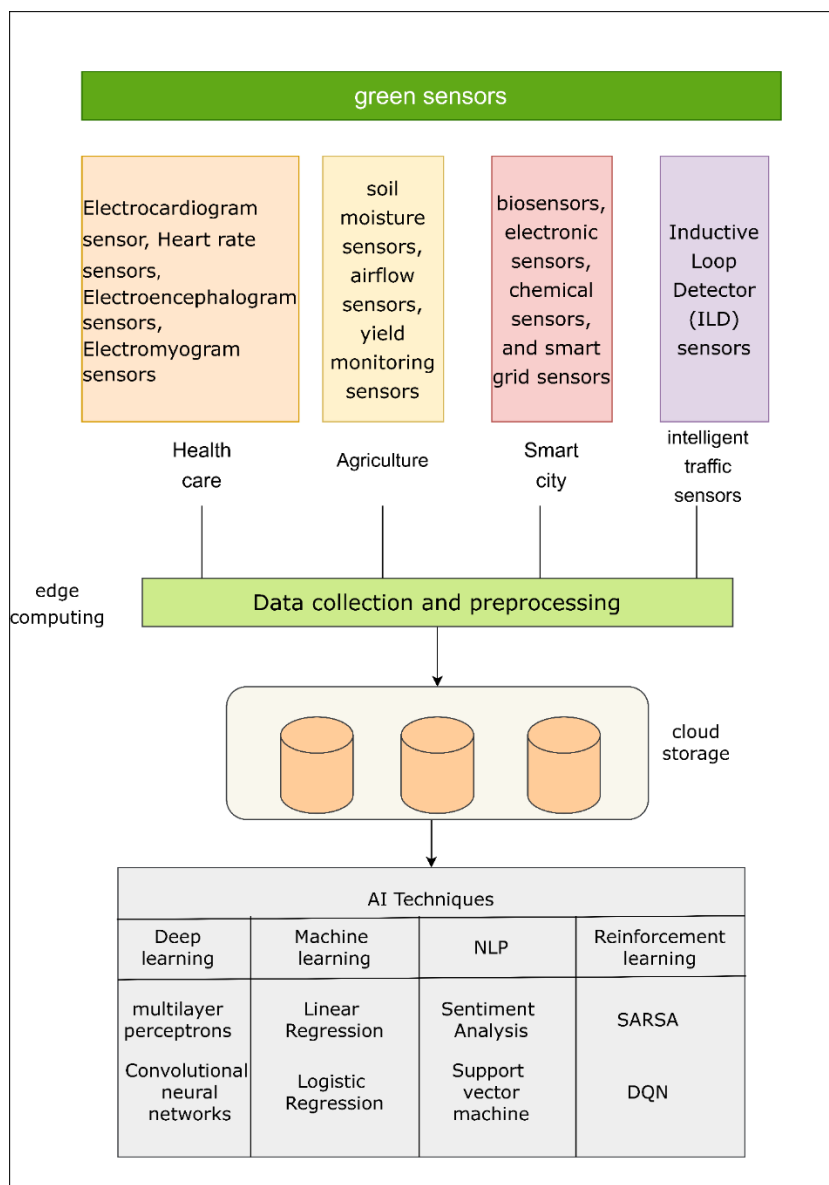 green sensors
Electrocardiogram
sensor, Heart rate
sensors,
Electroencephalogram
sensors,
Electromyogram
sensors
soil
moisture
sensors,
airflow
sensors,
yield
monitoring
sensors
biosensors,
electronic
sensors,
chemical
sensors,
and smart
grid sensors
Inductive
Loop
Detector
(ILD)
sensors
Health
care
Agriculture
Smart
city
intelligent
traffic
sensors
edge
computing
Data collection and preprocessing
cloud
storage
AI Techniques
Deep
learning
Machine
learning
NLP
Reinforcement
learning
multilayer
perceptrons
Linear
Regression
Sentiment
Analysis
SARSA
Convolutional
neural
networks
Logistic
Regression
Support
vector
machine
DQN